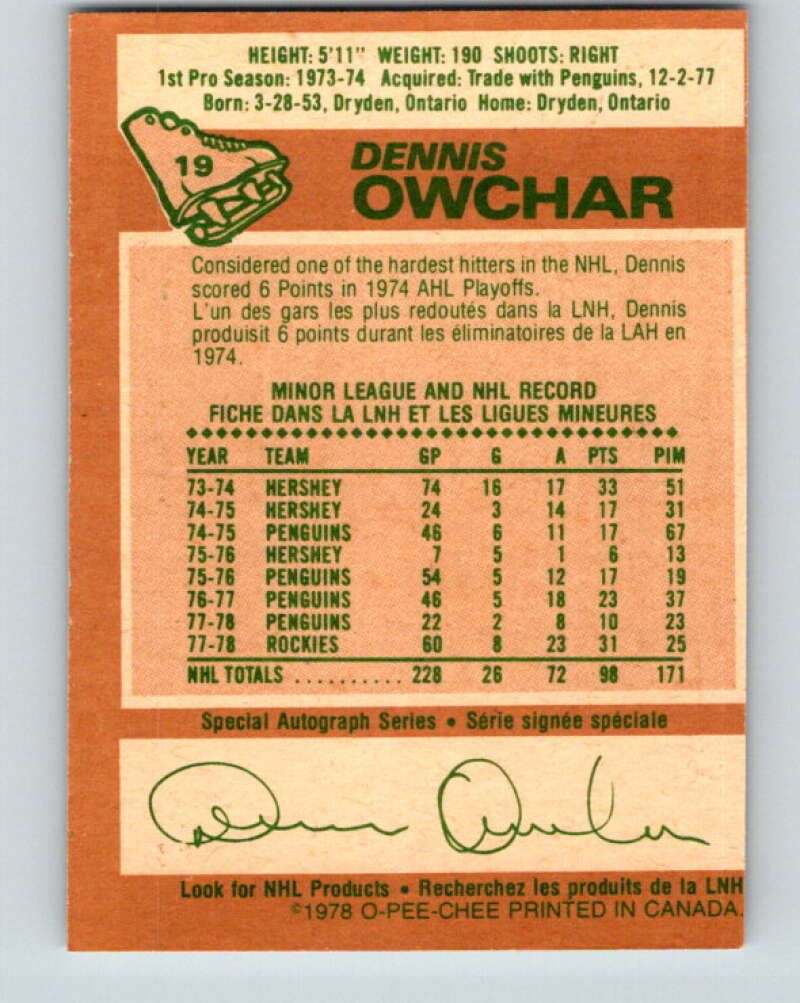 HEIGHT: 5'11" WEIGHT: 190 SHOOTS: RIGHT
1st Pro Season: 1973-74 Acquired: Trade with Penguins, 12-2-77
Born: 3-28-53, Dryden, Ontario Home: Dryden, Ontario
19
DENNIS
OWCHAR
Considered one of the hardest hitters in the NHL, Dennis
scored 6 Points in 1974 AHL Playoffs.
L'un des gars les plus redoutés dans la LNH, Dennis
produisit 6 points durant les éliminatoires de la LAH en
1974.
MINOR LEAGUE AND NHL RECORD
FICHE DANS LA LNH ET LES LIGUES MINEURES
YEAR TEAM GP G A PTS PIM
73-74 HERSHEY 74 16 17 33 51
74-75 HERSHEY 24 3 14 17 31
74-75 PENGUINS 46 6 11 17 67
75-76 HERSHEY 7 5 1 6 13
75-76 PENGUINS 54 5 12 17 19
76-77 PENGUINS 46 5 18 23 37
77-78 PENGUINS 22 2 8 10 23
77-78 ROCKIES 60 8 23 31 25
NHL TOTALS .......... 228 26 72 98 171
Special Autograph Series • Série signée spéciale
Dennis Owchar
Look for NHL Products • Recherchez les produits de la LNH
©1978 O-PEE-CHEE PRINTED IN CANADA.